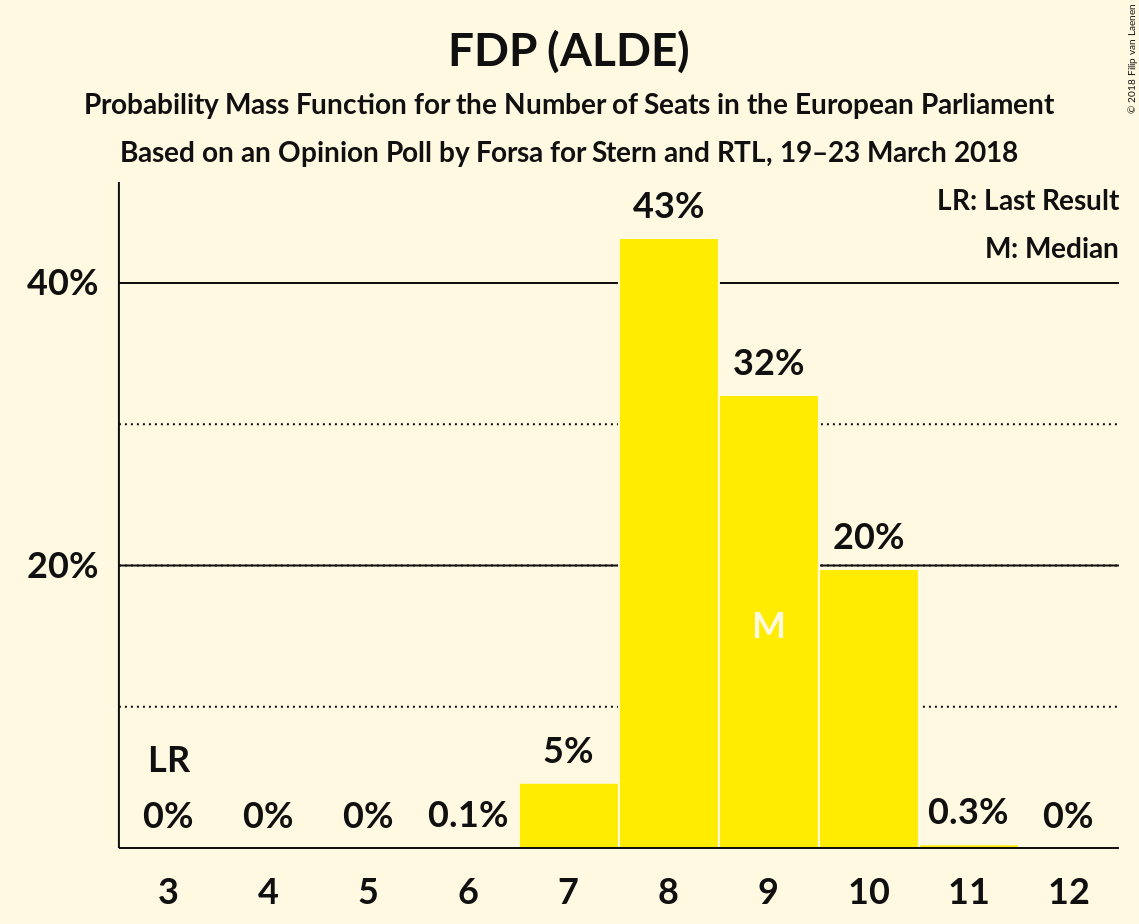 FDP (ALDE)
Probability Mass Function for the Number of Seats in the European Parliament
Based on an Opinion Poll by Forsa for Stern and RTL, 19–23 March 2018
© 2018 Filip van Laenen
LR: Last Result
M: Median
43%
40%
32%
20%
20%
M
LR
5%
0%
0%
0%
0.1%
0.3%
0%
3 4 5 6 7 8 9 10 11 12